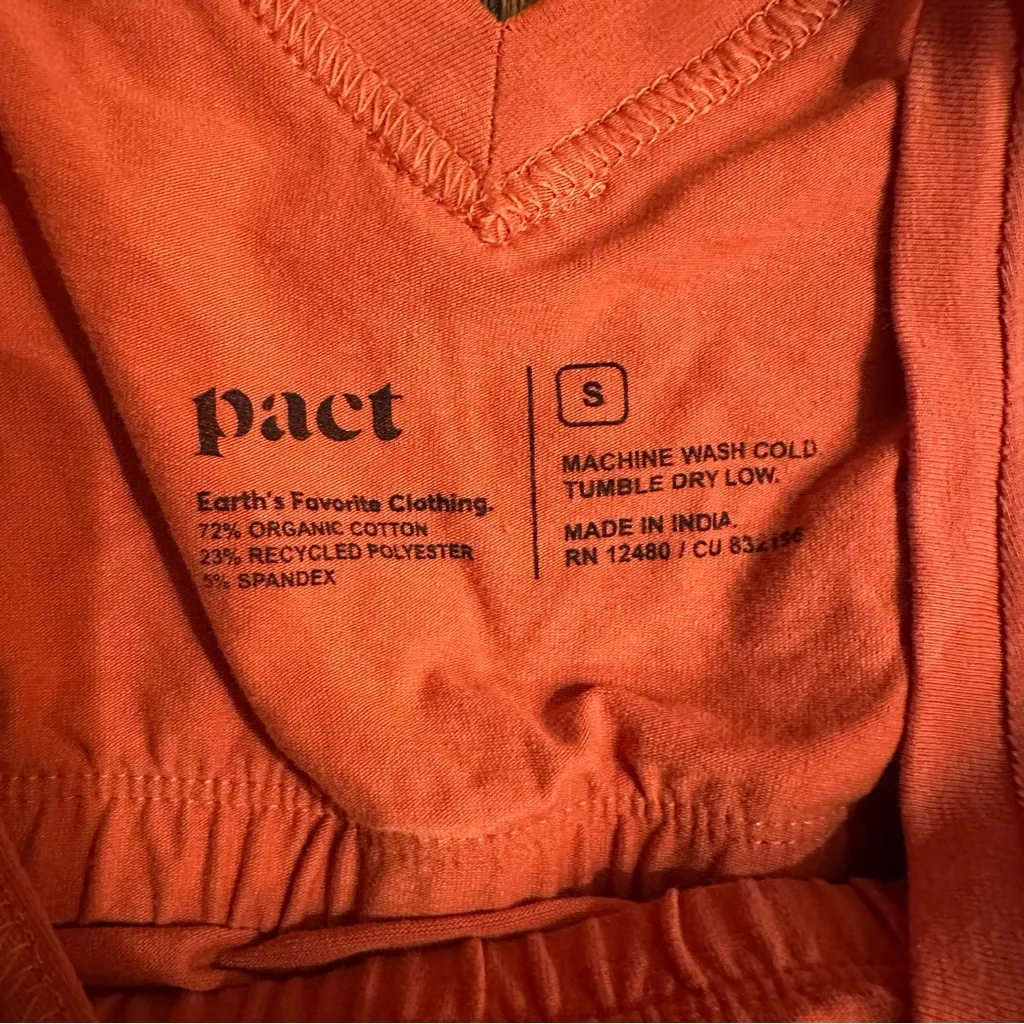 pact
Earth's Favorite Clothing.
72% ORGANIC COTTON
23% RECYCLED POLYESTER
5% SPANDEX
S
MACHINE WASH COLD
TUMBLE DRY LOW.
MADE IN INDIA.
RN 12480 / CU